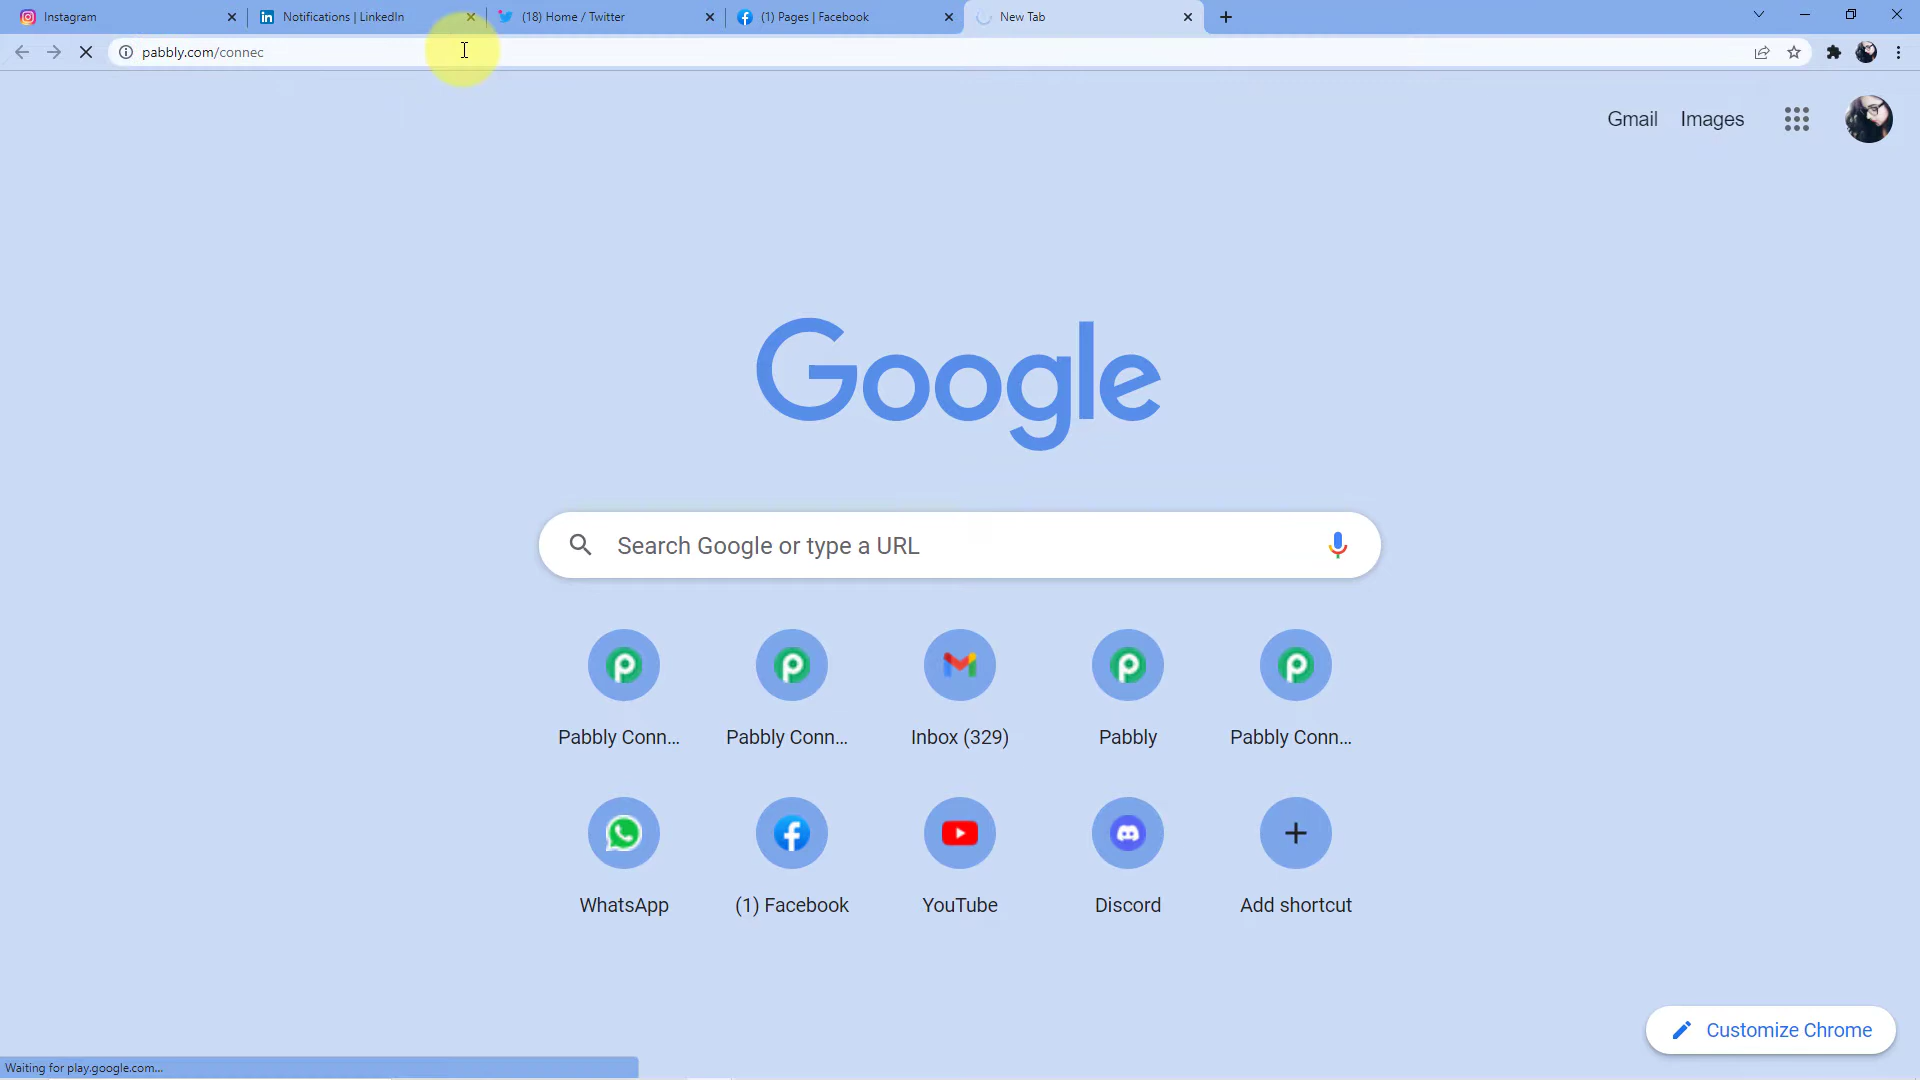 Instagram
Notifications | LinkedIn
(18) Home / Twitter
(1) Pages | Facebook
New Tab
pabbly.com/connec
Gmail
Images
Google
Search Google or type a URL
Pabbly Conn...
Pabbly Conn...
Inbox (329)
Pabbly
Pabbly Conn...
WhatsApp
(1) Facebook
YouTube
Discord
Add shortcut
Customize Chrome
Waiting for play.google.com...